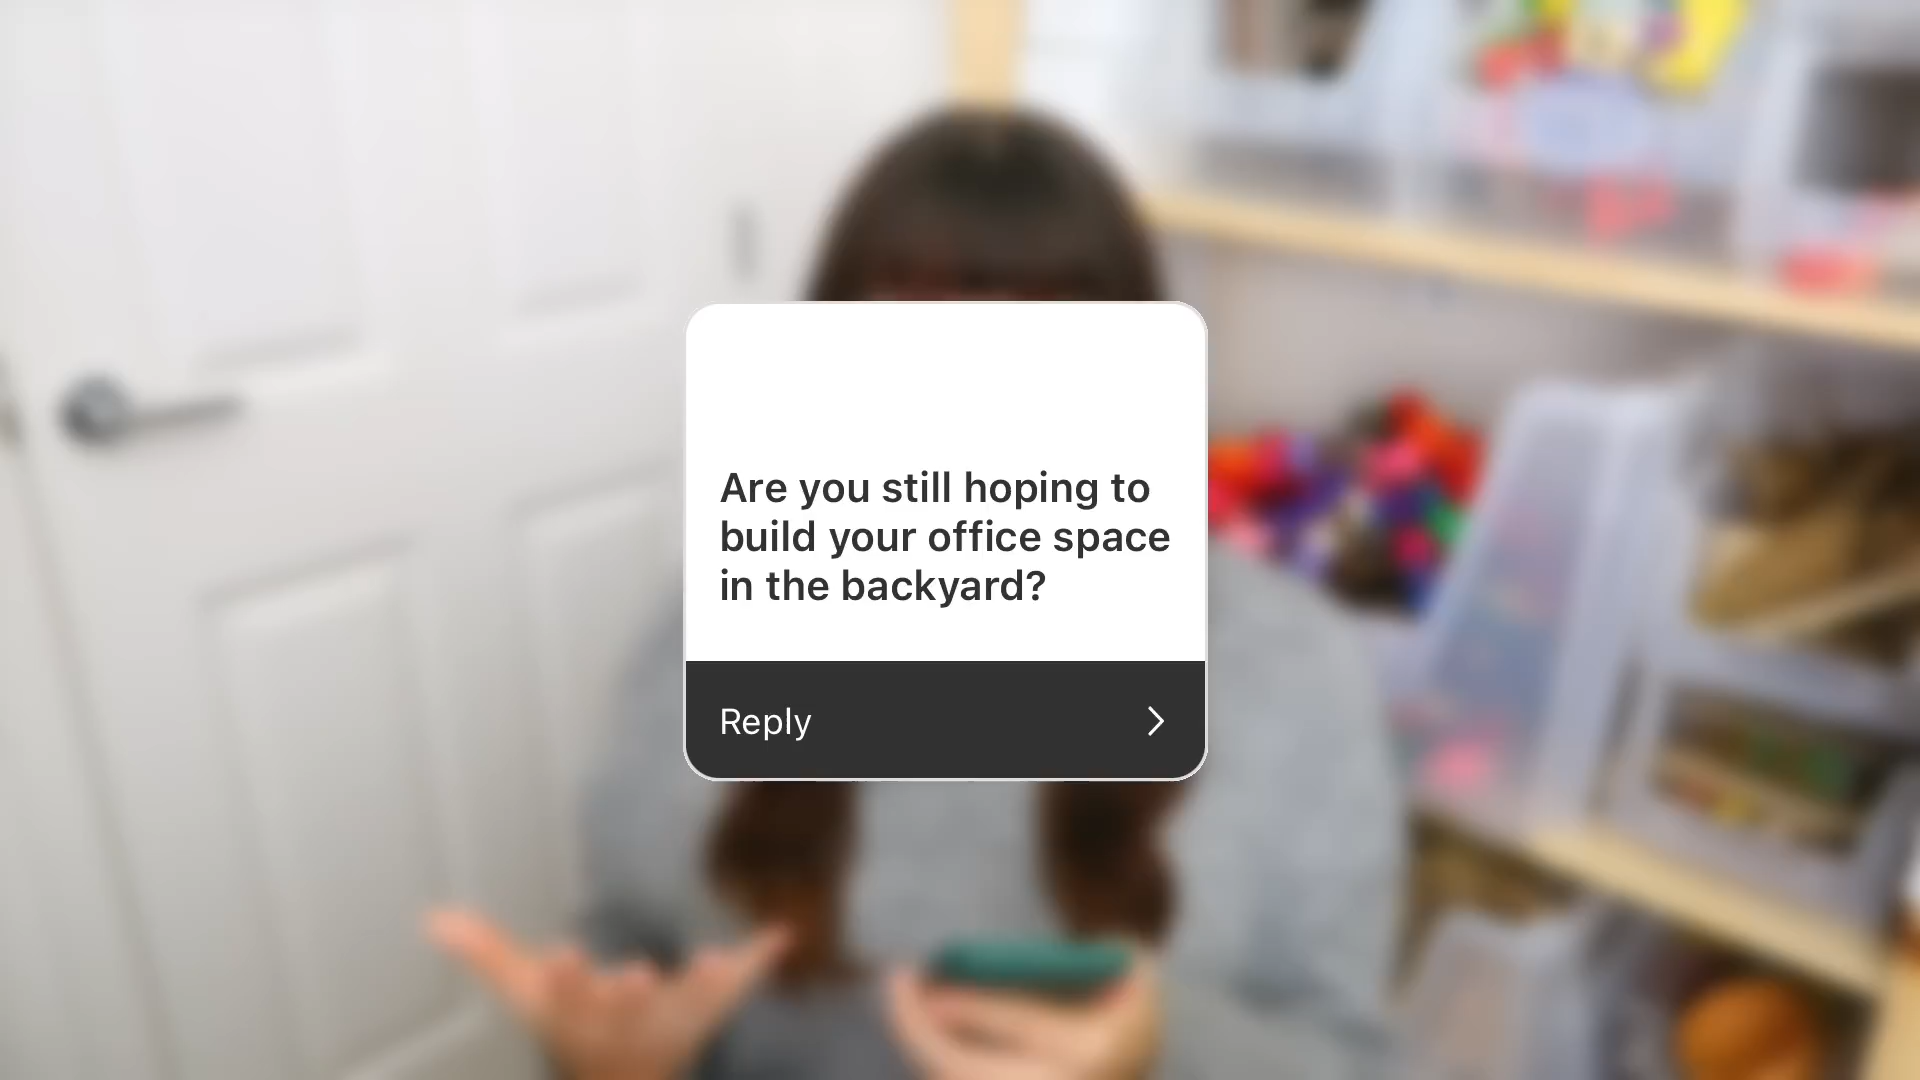 Are you still hoping to
build your office space
in the backyard?
Reply